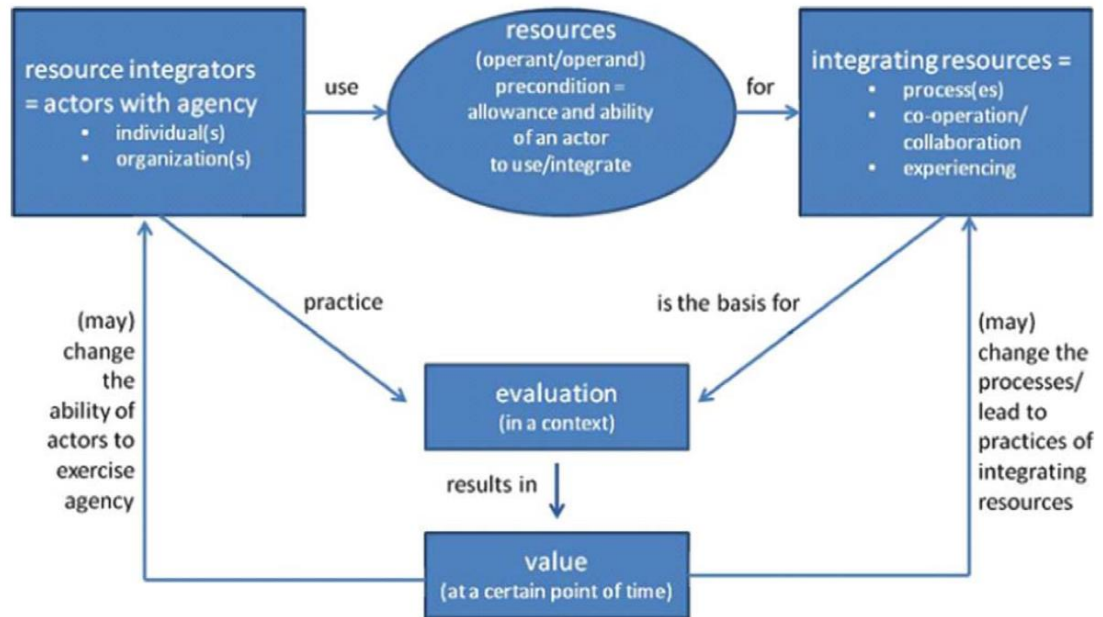 resource integrators
= actors with agency
▪ individual(s)
▪ organization(s)
use
resources
(operant/operand)
precondition =
allowance and ability
of an actor
to use/integrate
for
integrating resources =
▪ process(es)
▪ co-operation/
collaboration
▪ experiencing
practice
is the basis for
(may)
change
the
ability of
actors to
exercise
agency
evaluation
(in a context)
results in
value
(at a certain point of time)
(may)
change the
processes/
lead to
practices of
integrating
resources